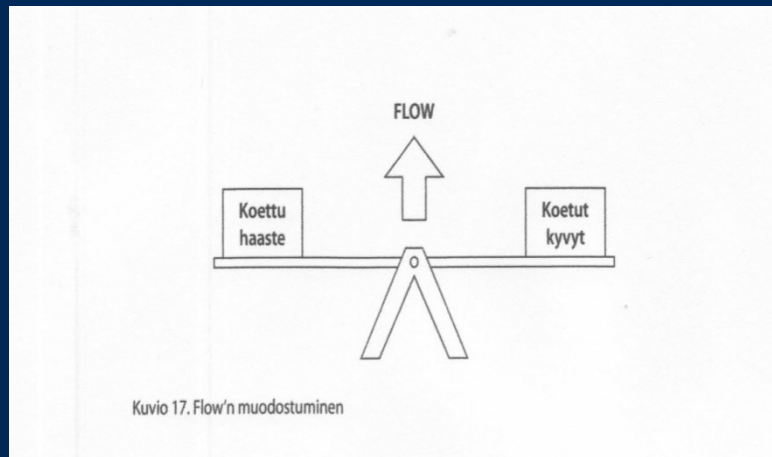 FLOW
Koettu
haaste
Koetut
kyvyt
Kuvio 17. Flow'n muodostuminen